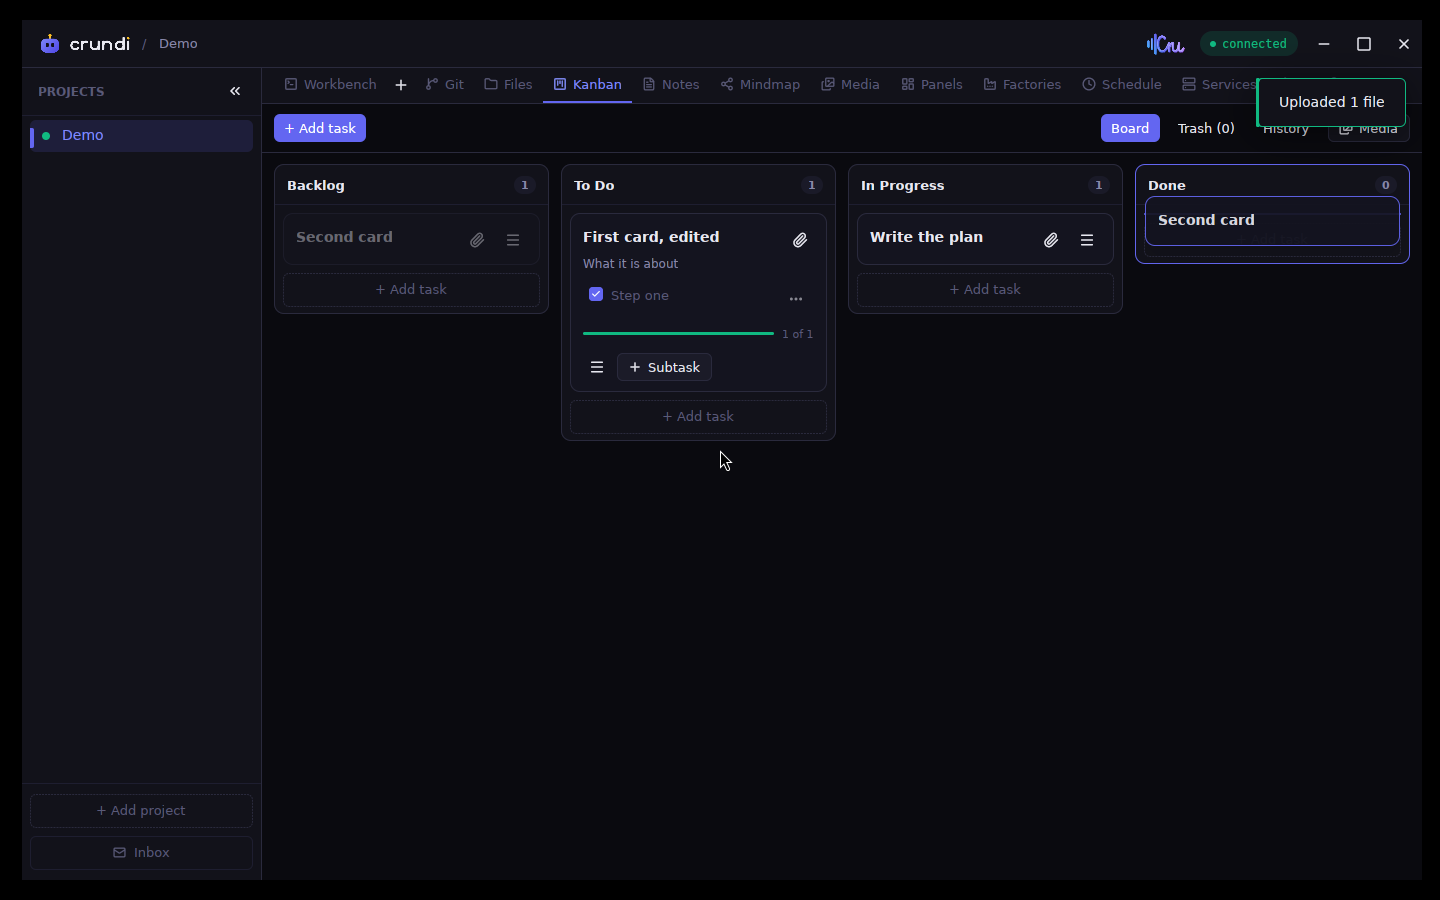 crundi / Demo
Cru
connected
PROJECTS
Workbench
Git
Files
Kanban
Notes
Mindmap
Media
Panels
Factories
Schedule
Services
Uploaded 1 file
Demo
+ Add task
Board
Trash (0)
History
Media
Backlog 1
To Do 1
In Progress 1
Done 0
Second card
First card, edited
Write the plan
Second card
What it is about
+ Add task
+ Add task
Step one
1 of 1
+ Subtask
+ Add task
+ Add project
Inbox